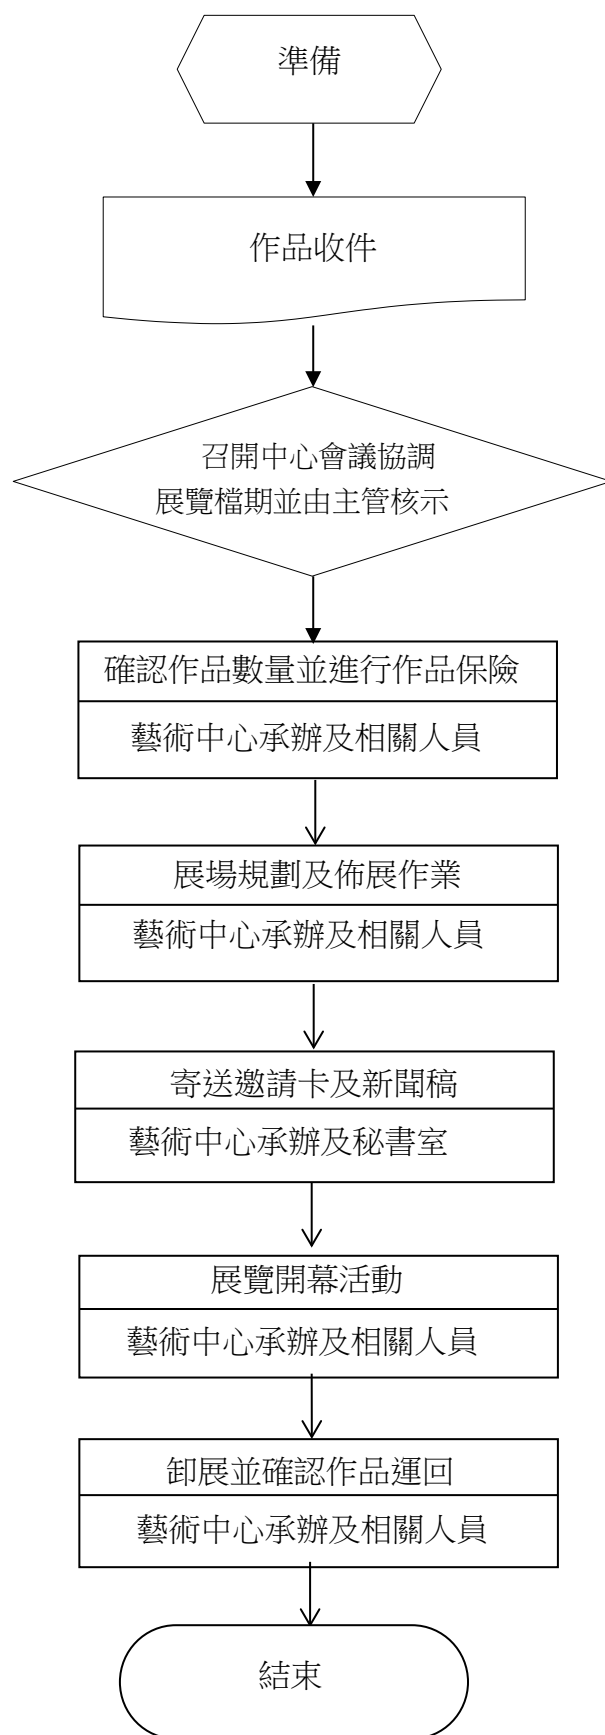 準備
作品收件
召開中心會議協調
展覽檔期並由主管核示
確認作品數量並進行作品保險
藝術中心承辦及相關人員
展場規劃及佈展作業
藝術中心承辦及相關人員
寄送邀請卡及新聞稿
藝術中心承辦及秘書室
展覽開幕活動
藝術中心承辦及相關人員
卸展並確認作品運回
藝術中心承辦及相關人員
結束